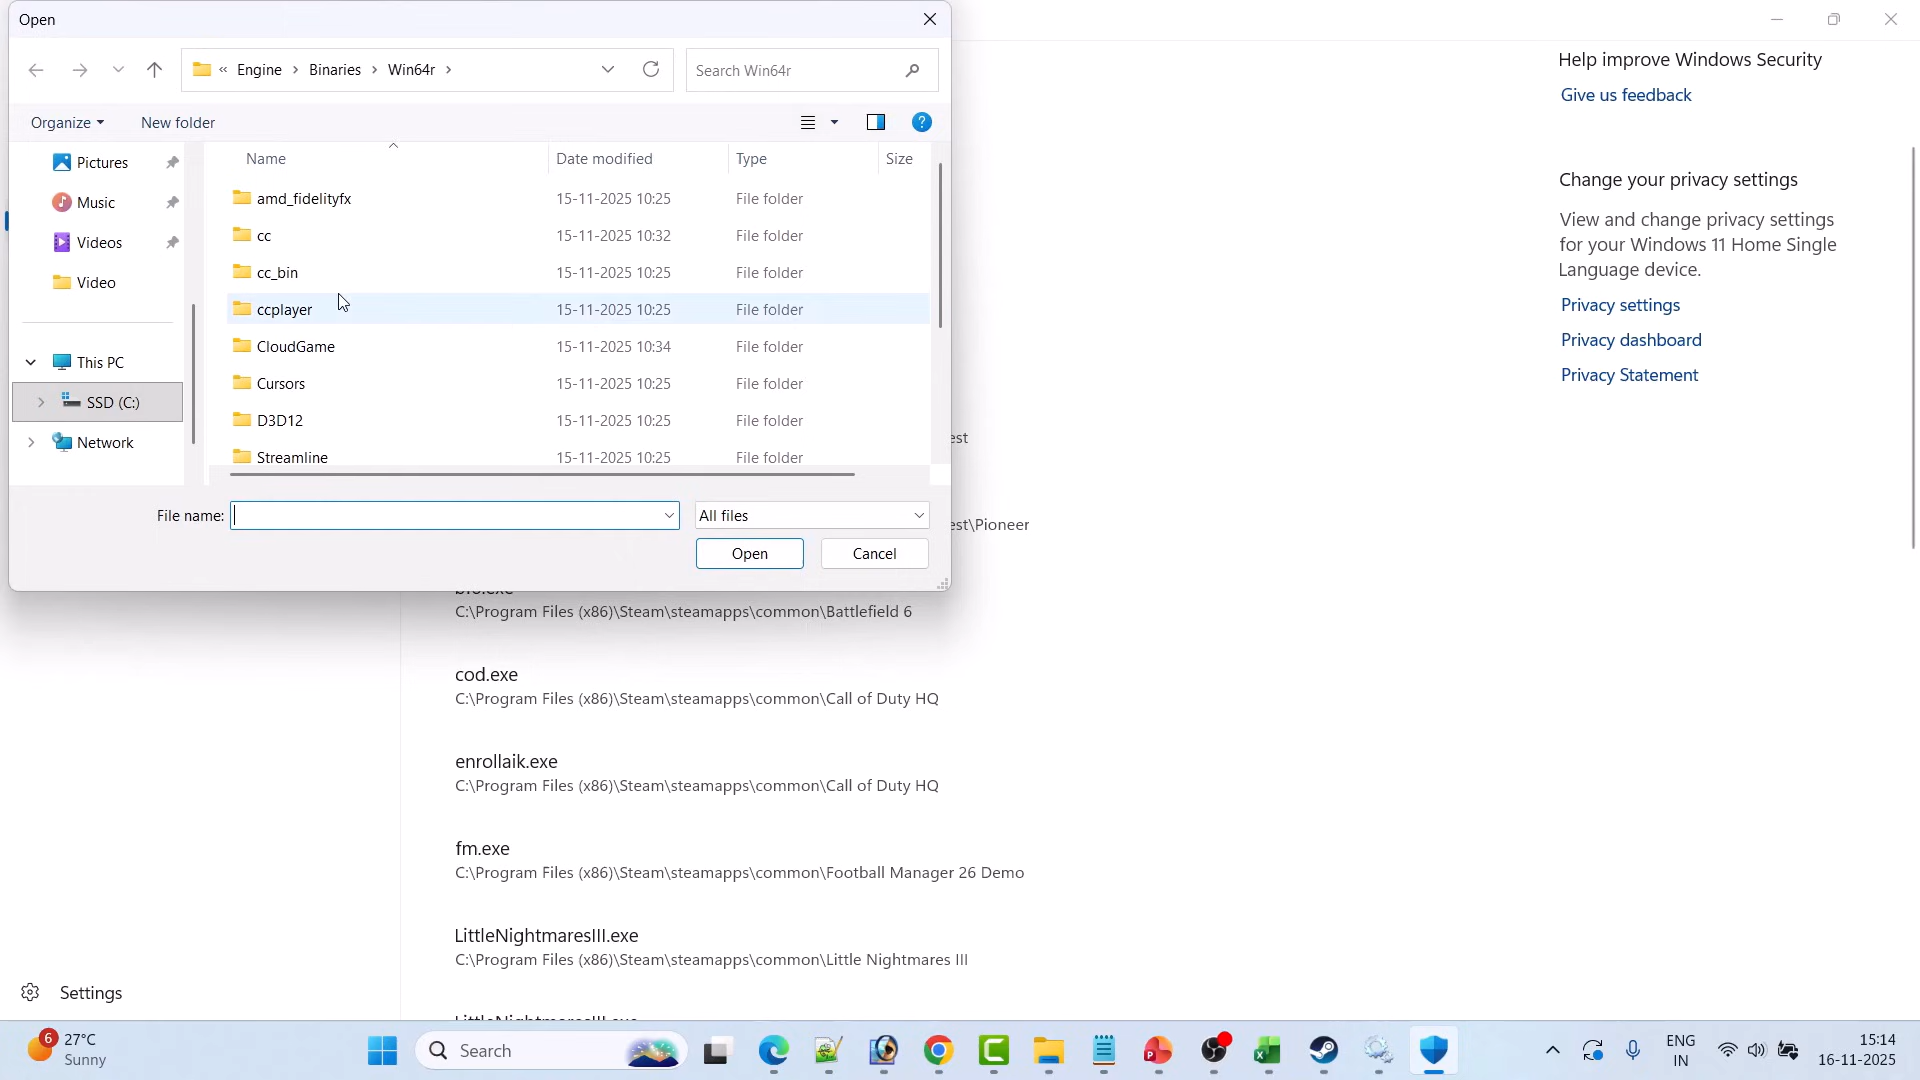 Open
« Engine > Binaries > Win64r >
Search Win64r
Organize
New folder
Name
Date modified
Type
Size
Pictures
Music
Videos
Video
This PC
SSD (C:)
Network
amd_fidelityfx 15-11-2025 10:25 File folder
cc 15-11-2025 10:32 File folder
cc_bin 15-11-2025 10:25 File folder
ccplayer 15-11-2025 10:25 File folder
CloudGame 15-11-2025 10:34 File folder
Cursors 15-11-2025 10:25 File folder
D3D12 15-11-2025 10:25 File folder
Streamline 15-11-2025 10:25 File folder
File name:
All files
Open
Cancel
Help improve Windows Security
Give us feedback
Change your privacy settings
View and change privacy settings
for your Windows 11 Home Single
Language device.
Privacy settings
Privacy dashboard
Privacy Statement
est
est\Pioneer
C:\Program Files (x86)\Steam\steamapps\common\Battlefield 6
cod.exe
C:\Program Files (x86)\Steam\steamapps\common\Call of Duty HQ
enrollaik.exe
C:\Program Files (x86)\Steam\steamapps\common\Call of Duty HQ
fm.exe
C:\Program Files (x86)\Steam\steamapps\common\Football Manager 26 Demo
LittleNightmaresIII.exe
C:\Program Files (x86)\Steam\steamapps\common\Little Nightmares III
Settings
6
27°C
Sunny
Search
ENG
IN
15:14
16-11-2025